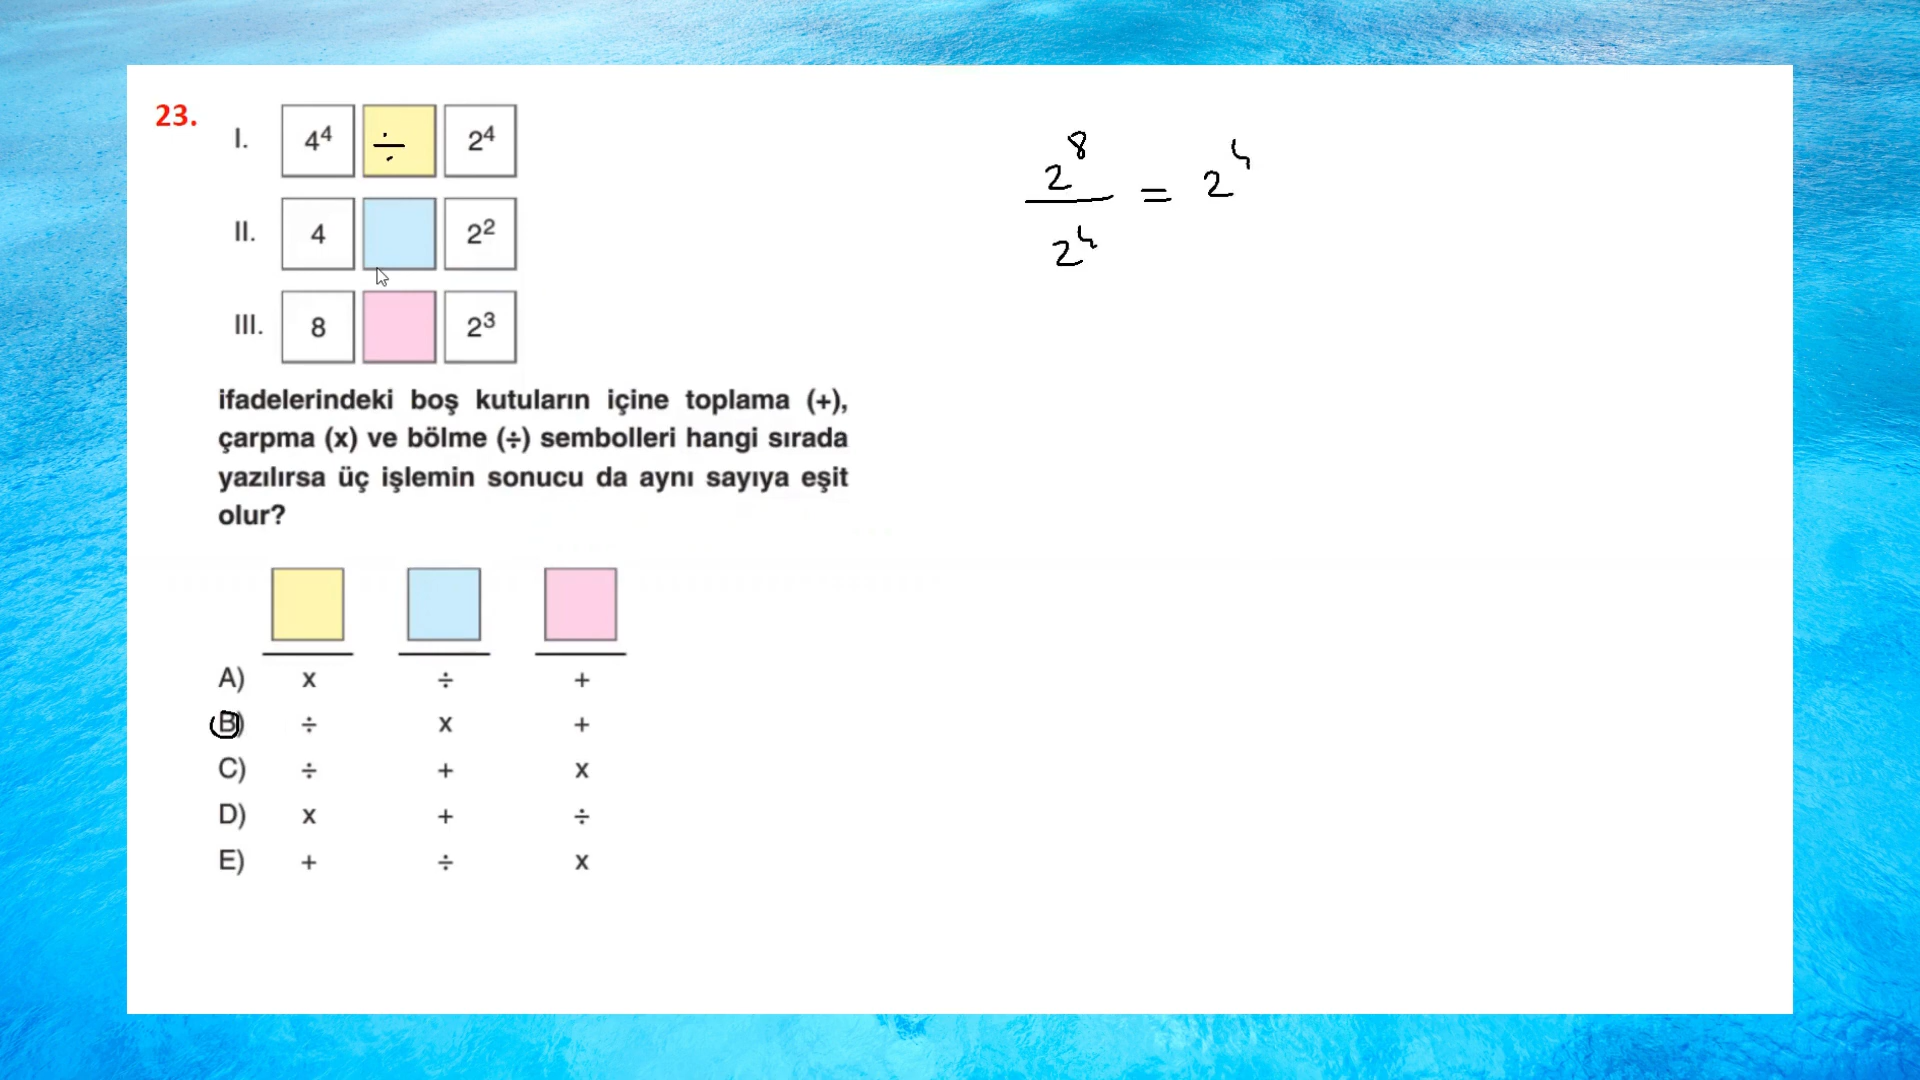 23.
I. 4⁴ ÷ 2⁴
II. 4 2²
III. 8 2³
ifadelerindeki boş kutuların içine toplama (+),
çarpma (x) ve bölme (÷) sembolleri hangi sırada
yazılırsa üç işlemin sonucu da aynı sayıya eşit
olur?
A) x ÷ +
B) ÷ x +
C) ÷ + x
D) x + ÷
E) + ÷ x
2⁸
2⁴
= 2⁴